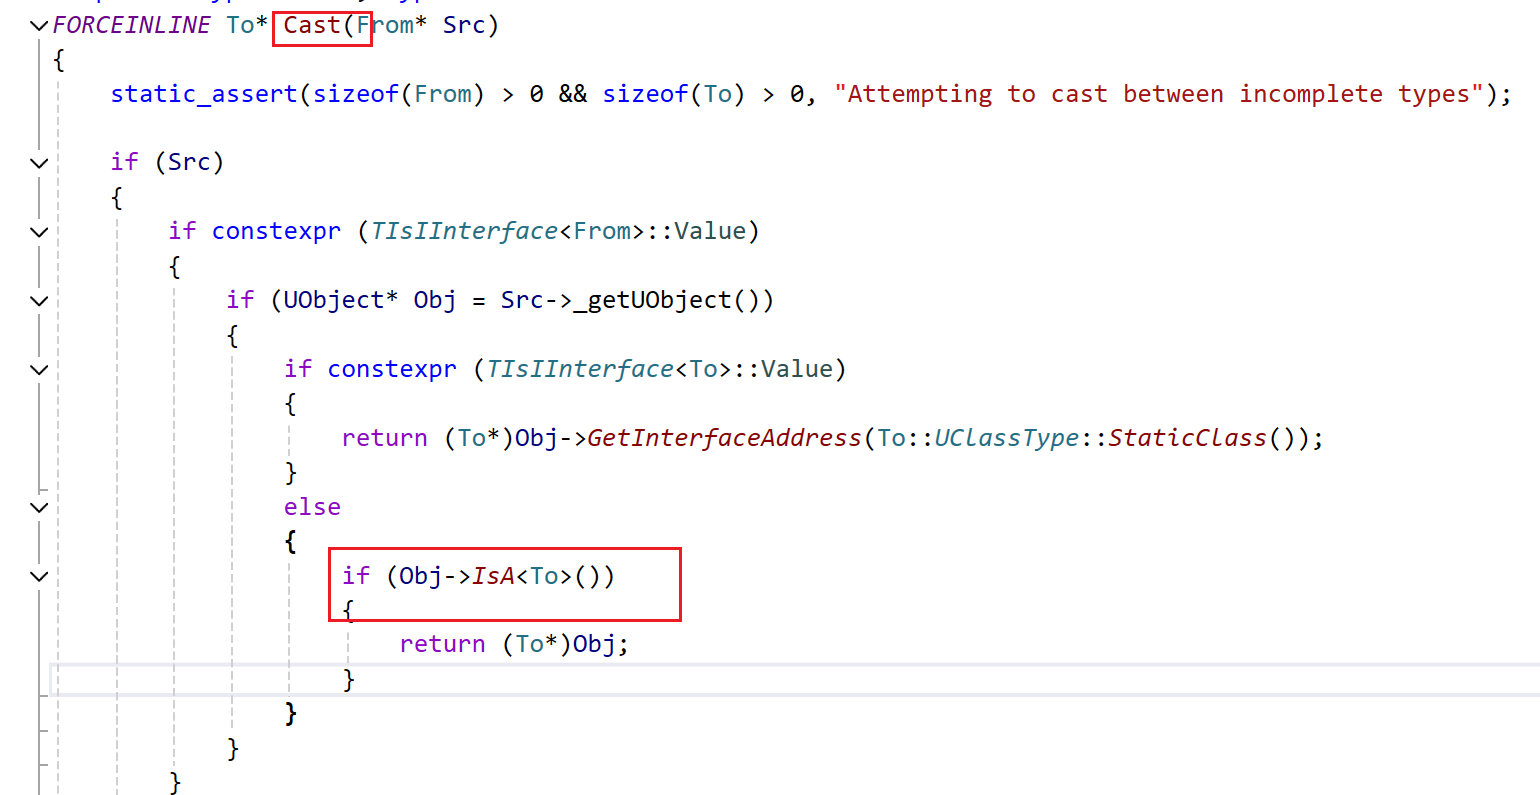 FORCEINLINE To* Cast(From* Src)
{
static_assert(sizeof(From) > 0 && sizeof(To) > 0, "Attempting to cast between incomplete types");
if (Src)
{
if constexpr (TIsIInterface<From>::Value)
{
if (UObject* Obj = Src->_getUObject())
{
if constexpr (TIsIInterface<To>::Value)
{
return (To*)Obj->GetInterfaceAddress(To::UClassType::StaticClass());
}
else
{
if (Obj->IsA<To>())
{
return (To*)Obj;
}
}
}
}